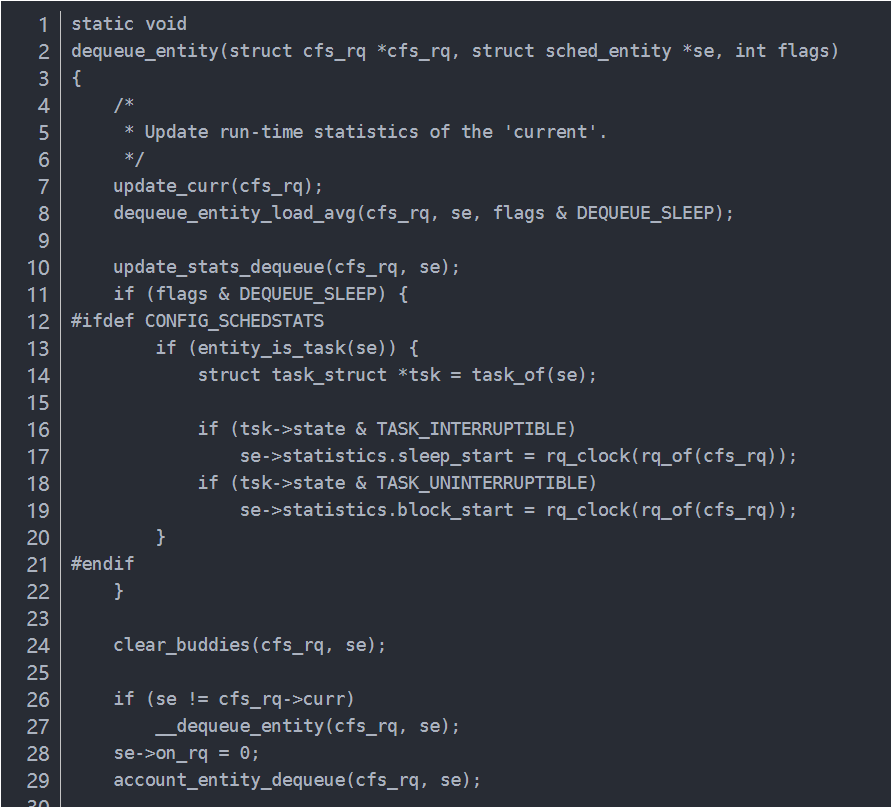 1 static void
2 dequeue_entity(struct cfs_rq *cfs_rq, struct sched_entity *se, int flags)
3 {
4     /*
5      * Update run-time statistics of the 'current'.
6      */
7     update_curr(cfs_rq);
8     dequeue_entity_load_avg(cfs_rq, se, flags & DEQUEUE_SLEEP);
9
10     update_stats_dequeue(cfs_rq, se);
11     if (flags & DEQUEUE_SLEEP) {
12 #ifdef CONFIG_SCHEDSTATS
13         if (entity_is_task(se)) {
14             struct task_struct *tsk = task_of(se);
15
16             if (tsk->state & TASK_INTERRUPTIBLE)
17                 se->statistics.sleep_start = rq_clock(rq_of(cfs_rq));
18             if (tsk->state & TASK_UNINTERRUPTIBLE)
19                 se->statistics.block_start = rq_clock(rq_of(cfs_rq));
20         }
21 #endif
22     }
23
24     clear_buddies(cfs_rq, se);
25
26     if (se != cfs_rq->curr)
27         __dequeue_entity(cfs_rq, se);
28     se->on_rq = 0;
29     account_entity_dequeue(cfs_rq, se);
30